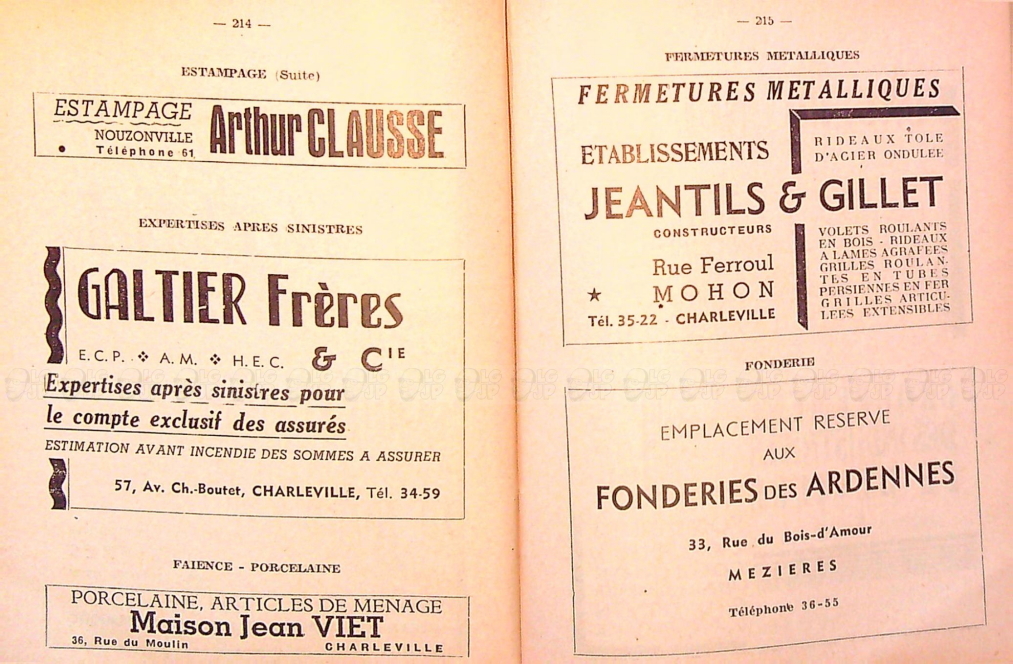 — 214 —
ESTAMPAGE (Suite)
ESTAMPAGE
NOUZONVILLE
Téléphone 61
Arthur CLAUSSE
EXPERTISES APRES SINISTRES
GALTIER Frères
E.C.P. A.M. H.E.C. & CIE
Expertises après sinistres pour
le compte exclusif des assurés
ESTIMATION AVANT INCENDIE DES SOMMES A ASSURER
57, Av. Ch.-Boutet, CHARLEVILLE, Tél. 34-59
FAIENCE - PORCELAINE
PORCELAINE, ARTICLES DE MENAGE
Maison Jean VIET
36, Rue du Moulin CHARLEVILLE
— 215 —
FERMETURES METALLIQUES
FERMETURES METALLIQUES
ETABLISSEMENTS
RIDEAUX TOLE
D'ACIER ONDULEE
JEANTILS & GILLET
CONSTRUCTEURS
Rue Ferroul
MOHON
Tél. 35-22 - CHARLEVILLE
VOLETS ROULANTS
EN BOIS - RIDEAUX
A LAMES AGRAFEES
GRILLES ROULAN-
TES EN TUBES
PERSIENNES EN FER
GRILLES ARTICU-
LEES EXTENSIBLES
FONDERIE
EMPLACEMENT RESERVE
AUX
FONDERIES DES ARDENNES
33, Rue du Bois-d'Amour
MEZIERES
Téléphone 36-55